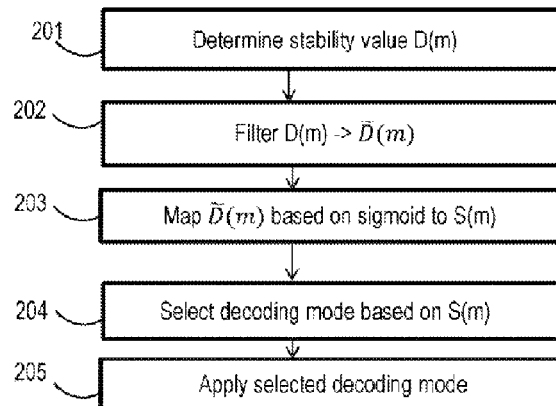 201
Determine stability value D(m)
202
Filter D(m) -> D̃(m)
203
Map D̃(m) based on sigmoid to S(m)
204
Select decoding mode based on S(m)
205
Apply selected decoding mode